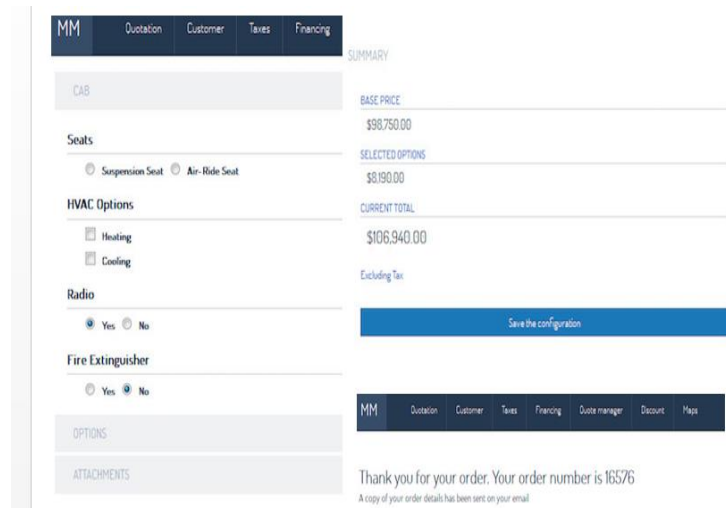 MM Quotation Customer Taxes Financing
CAB
Seats
Suspension Seat Air-Ride Seat
HVAC Options
Heating
Cooling
Radio
Yes No
Fire Extinguisher
Yes No
OPTIONS
ATTACHMENTS
SUMMARY
BASE PRICE
$98,750.00
SELECTED OPTIONS
$8,190.00
CURRENT TOTAL
$106,940.00
Excluding Tax
Save the configuration
MM Quotation Customer Taxes Financing Quote manager Discount Maps
Thank you for your order. Your order number is 16576
A copy of your order details has been sent on your email